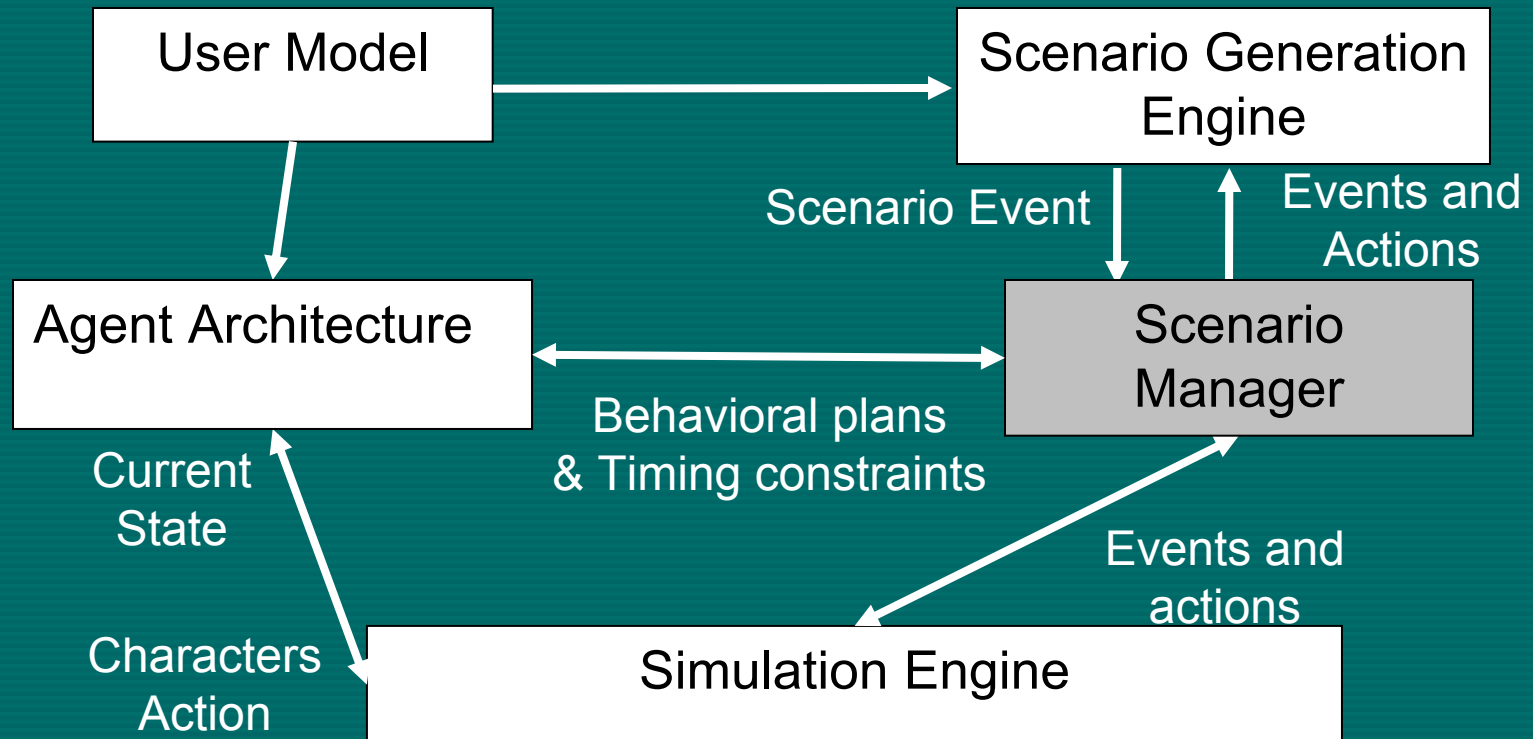 User Model
Scenario Generation
Engine
Scenario Event
Events and
Actions
Agent Architecture
Scenario
Manager
Behavioral plans
& Timing constraints
Current
State
Events and
actions
Characters
Action
Simulation Engine